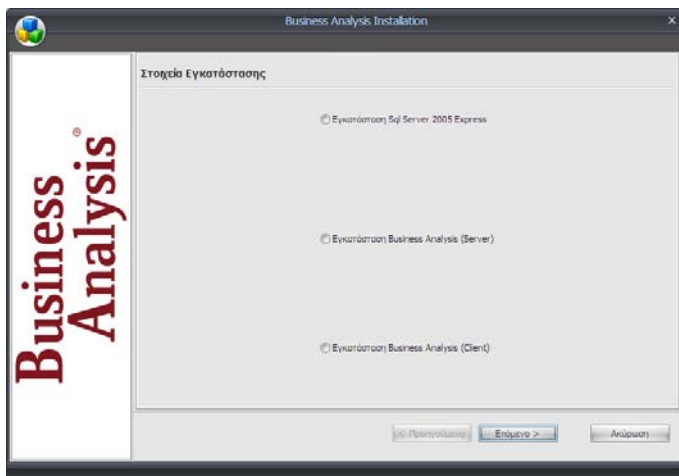 Business Analysis Installation
×
Business
Analysis®
Στοιχεία Εγκατάστασης
Εγκατάσταση Sql Server 2005 Express
Εγκατάσταση Business Analysis (Server)
Εγκατάσταση Business Analysis (Client)
<< Προηγούμενο
Επόμενο >
Ακύρωση